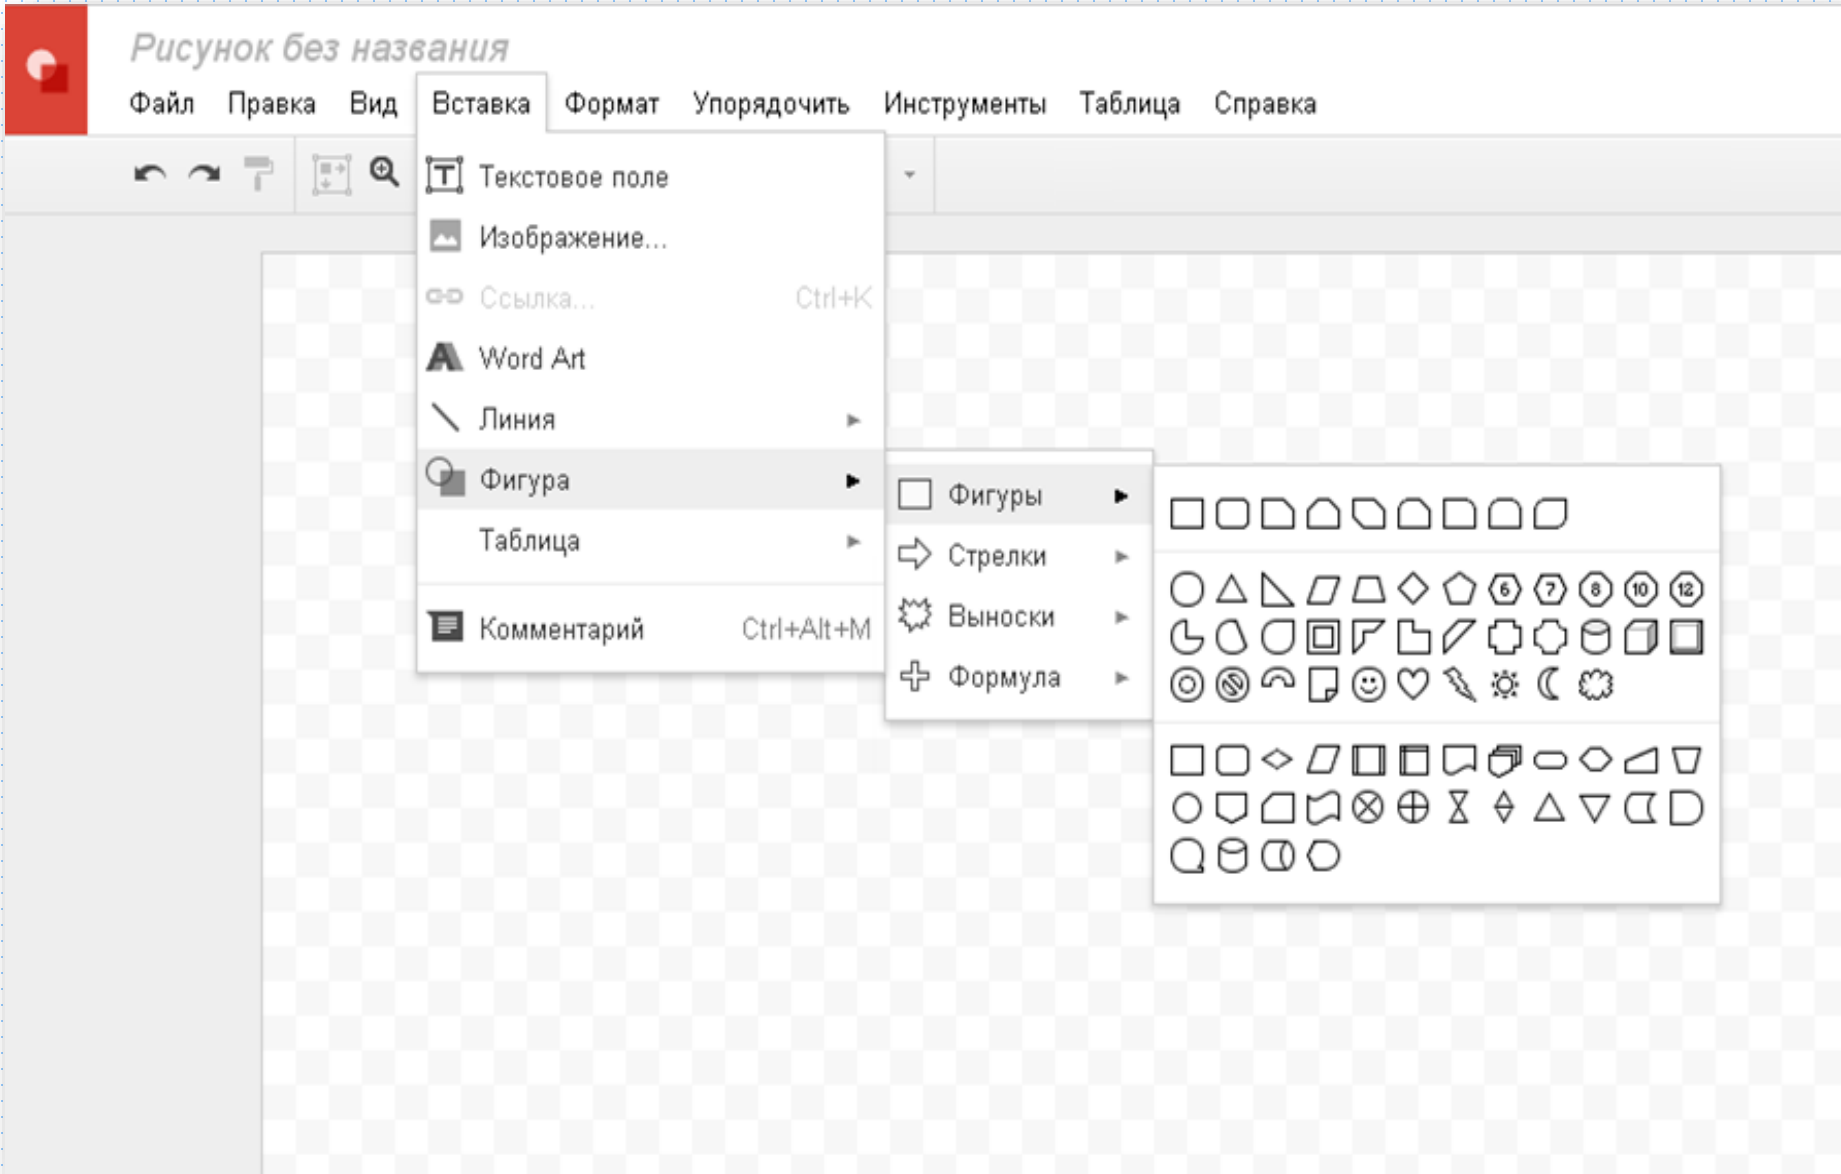 Рисунок без названия
Файл Правка Вид Вставка Формат Упорядочить Инструменты Таблица Справка
Текстовое поле
Изображение...
Ссылка... Ctrl+K
Word Art
Линия
Фигура
Таблица
Комментарий Ctrl+Alt+M
Фигуры
Стрелки
Выноски
Формула
6 7 8 10 12